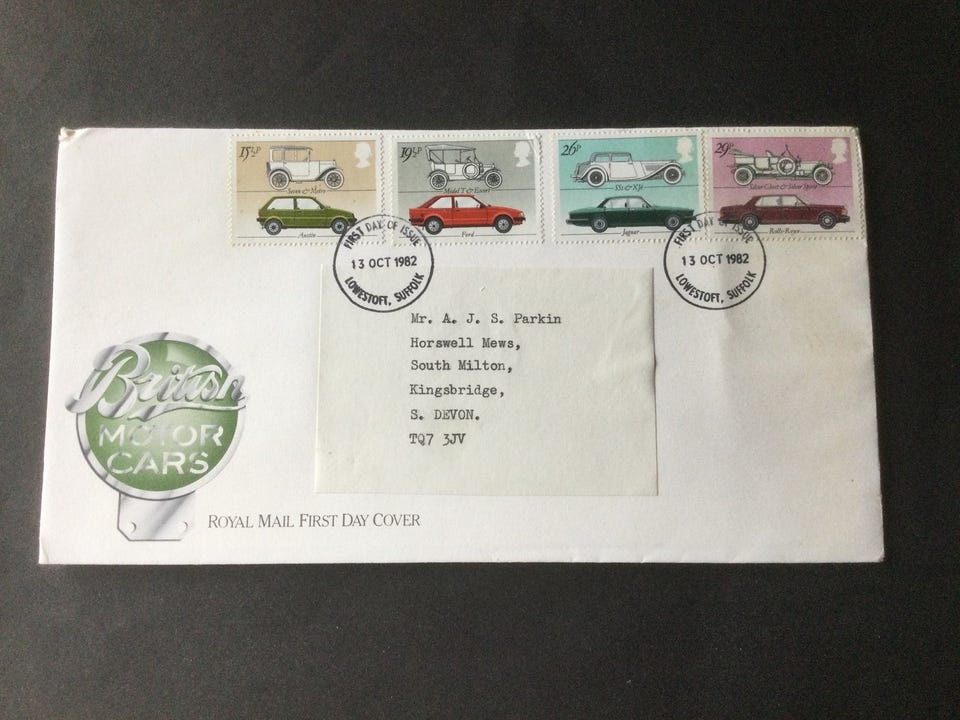 15½P
Seven & Metro
Austin
19½P
Model T & Escort
Ford
26P
SS1 & XJ6
Jaguar
29P
Silver Ghost & Silver Spirit
Rolls-Royce
FIRST DAY OF ISSUE
13 OCT 1982
LOWESTOFT, SUFFOLK
FIRST DAY OF ISSUE
13 OCT 1982
LOWESTOFT, SUFFOLK
Mr. A. J. S. Parkin
Horswell Mews,
South Milton,
Kingsbridge,
S. DEVON.
TQ7 3JV
British
MOTOR
CARS
ROYAL MAIL FIRST DAY COVER